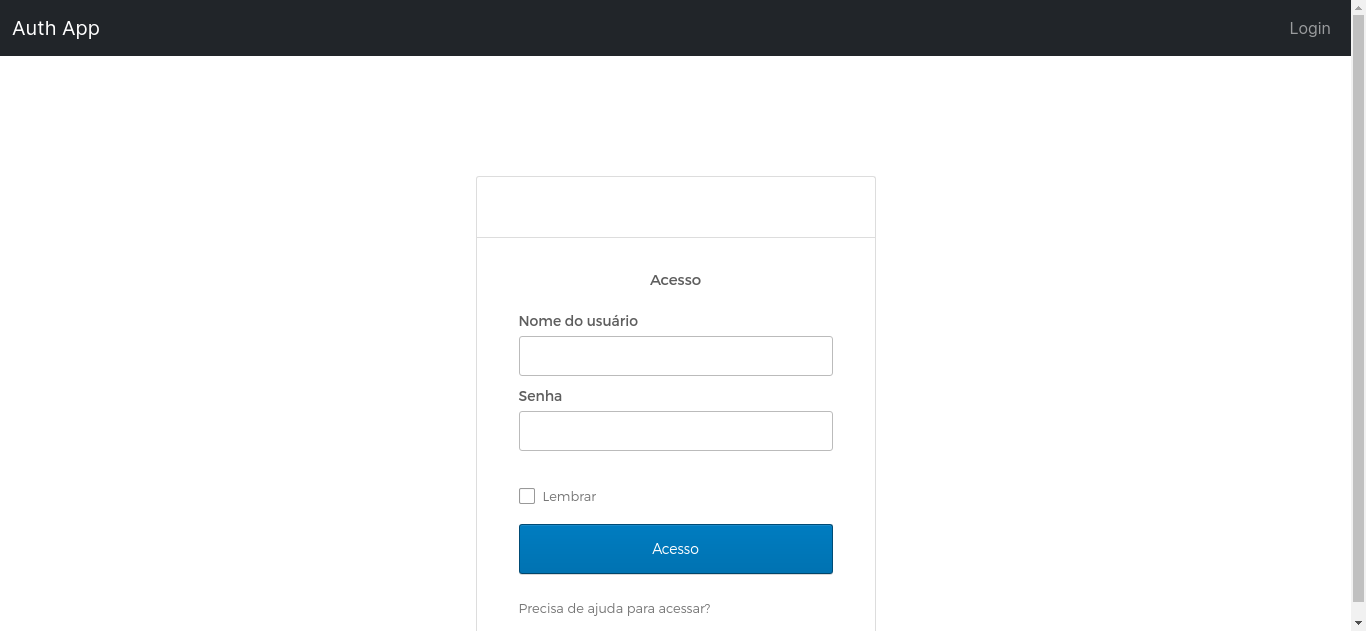 Auth App
Login
Acesso
Nome do usuário
Senha
Lembrar
Acesso
Precisa de ajuda para acessar?